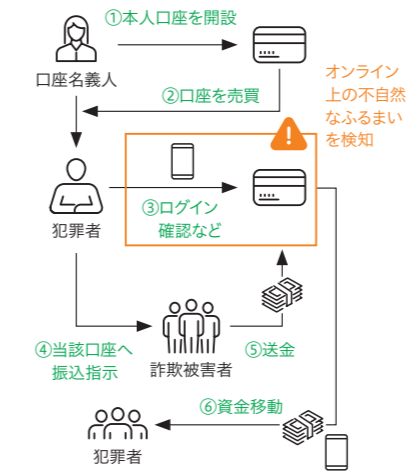 ①本人口座を開設
口座名義人
②口座を売買
オンライン
上の不自然
なふるまい
を検知
③ログイン
確認など
犯罪者
④当該口座へ
振込指示
詐欺被害者
⑤送金
⑥資金移動
犯罪者